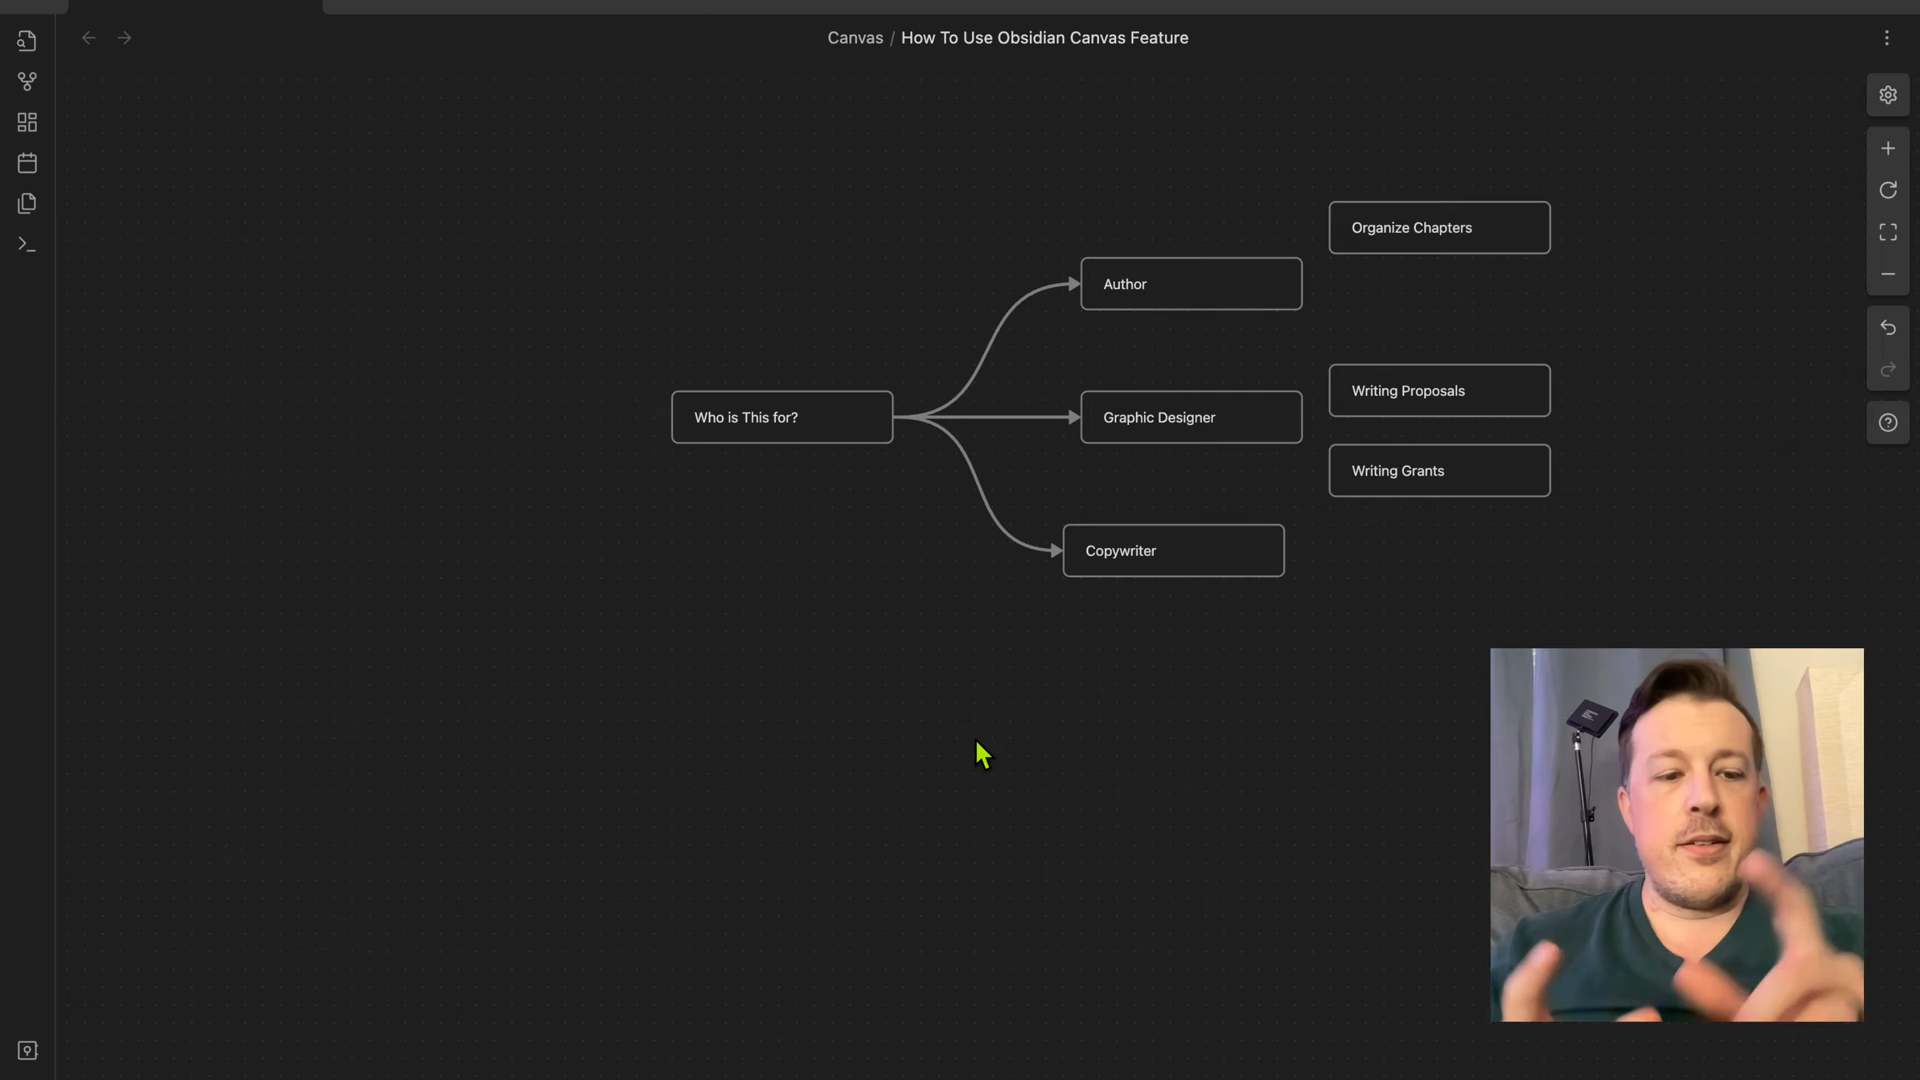 Canvas / How To Use Obsidian Canvas Feature
Organize Chapters
Author
Writing Proposals
Who is This for?
Graphic Designer
Writing Grants
Copywriter